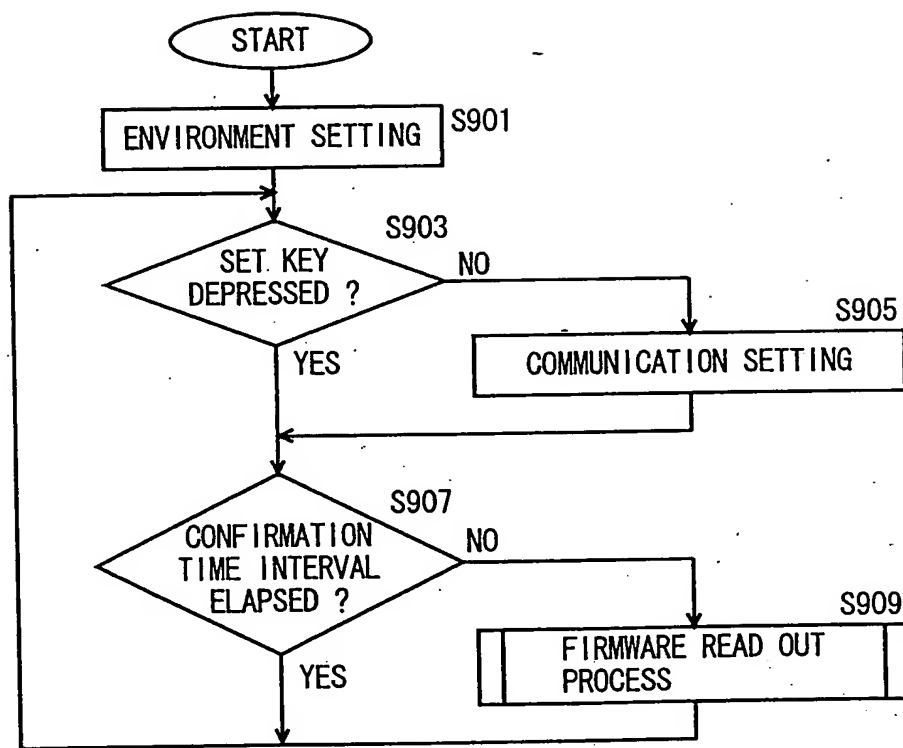 START
ENVIRONMENT SETTING
S901
S903
SET KEY
DEPRESSED ?
NO
YES
S905
COMMUNICATION SETTING
S907
CONFIRMATION
TIME INTERVAL
ELAPSED ?
NO
YES
S909
FIRMWARE READ OUT
PROCESS